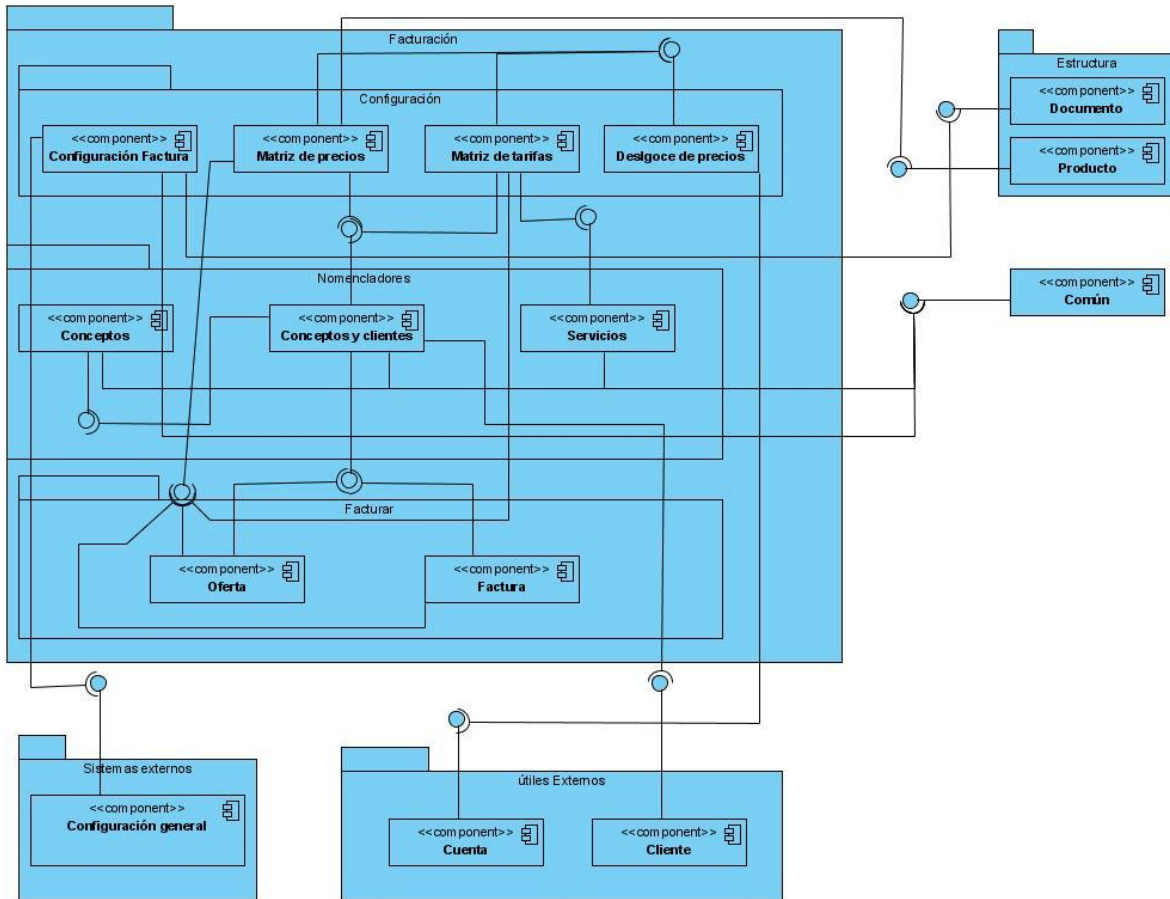 Facturación
Configuración
<<component>>
Configuración Factura
<<component>>
Matriz de precios
<<component>>
Matriz de tarifas
<<component>>
Deslgoce de precios
Estructura
<<component>>
Documento
<<component>>
Producto
Nomencladores
<<component>>
Conceptos
<<component>>
Conceptos y clientes
<<component>>
Servicios
<<component>>
Común
Facturar
<<component>>
Oferta
<<component>>
Factura
Sistemas externos
<<component>>
Configuración general
útiles Externos
<<component>>
Cuenta
<<component>>
Cliente